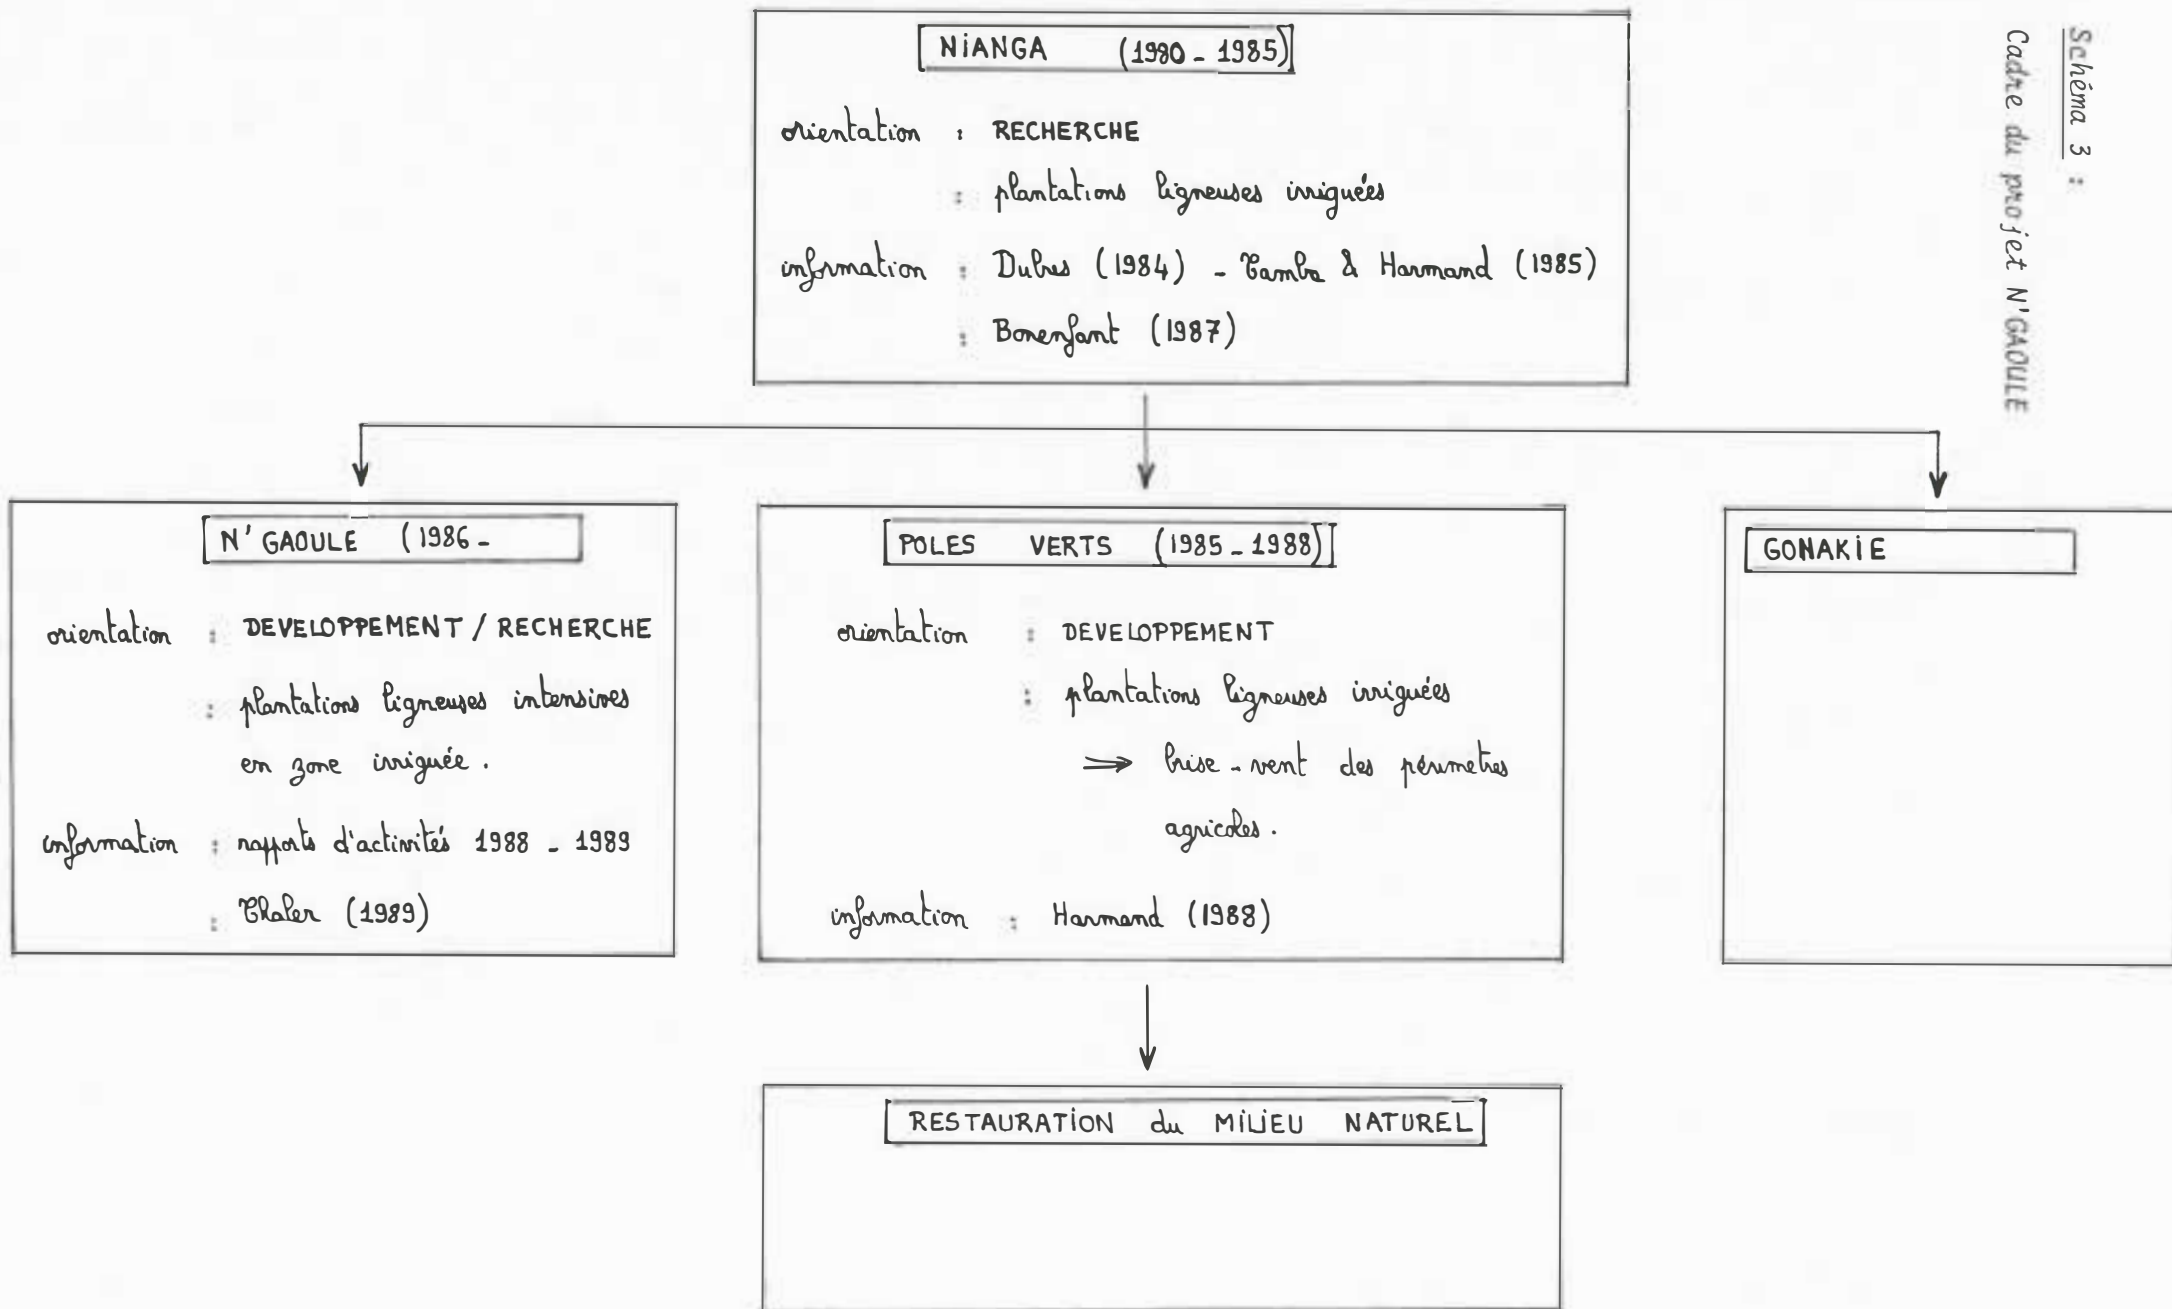 Schéma 3 :
Cadre du projet N'GAOULE
NIANGA (1980 - 1985)
orientation : RECHERCHE
: plantations ligneuses irriguées
information : Dubus (1984) - Tamba & Harmand (1985)
: Bonenfant (1987)
N'GAOULE (1986 -
orientation : DEVELOPPEMENT / RECHERCHE
: plantations ligneuses intensives
en zone irriguée.
information : rapports d'activités 1988 - 1989
: Thaler (1989)
POLES VERTS (1985 - 1988)
orientation : DEVELOPPEMENT
: plantations ligneuses irriguées
⇒ brise-vent des périmetres
agricoles.
information : Harmand (1988)
GONAKIE
RESTAURATION du MILIEU NATUREL